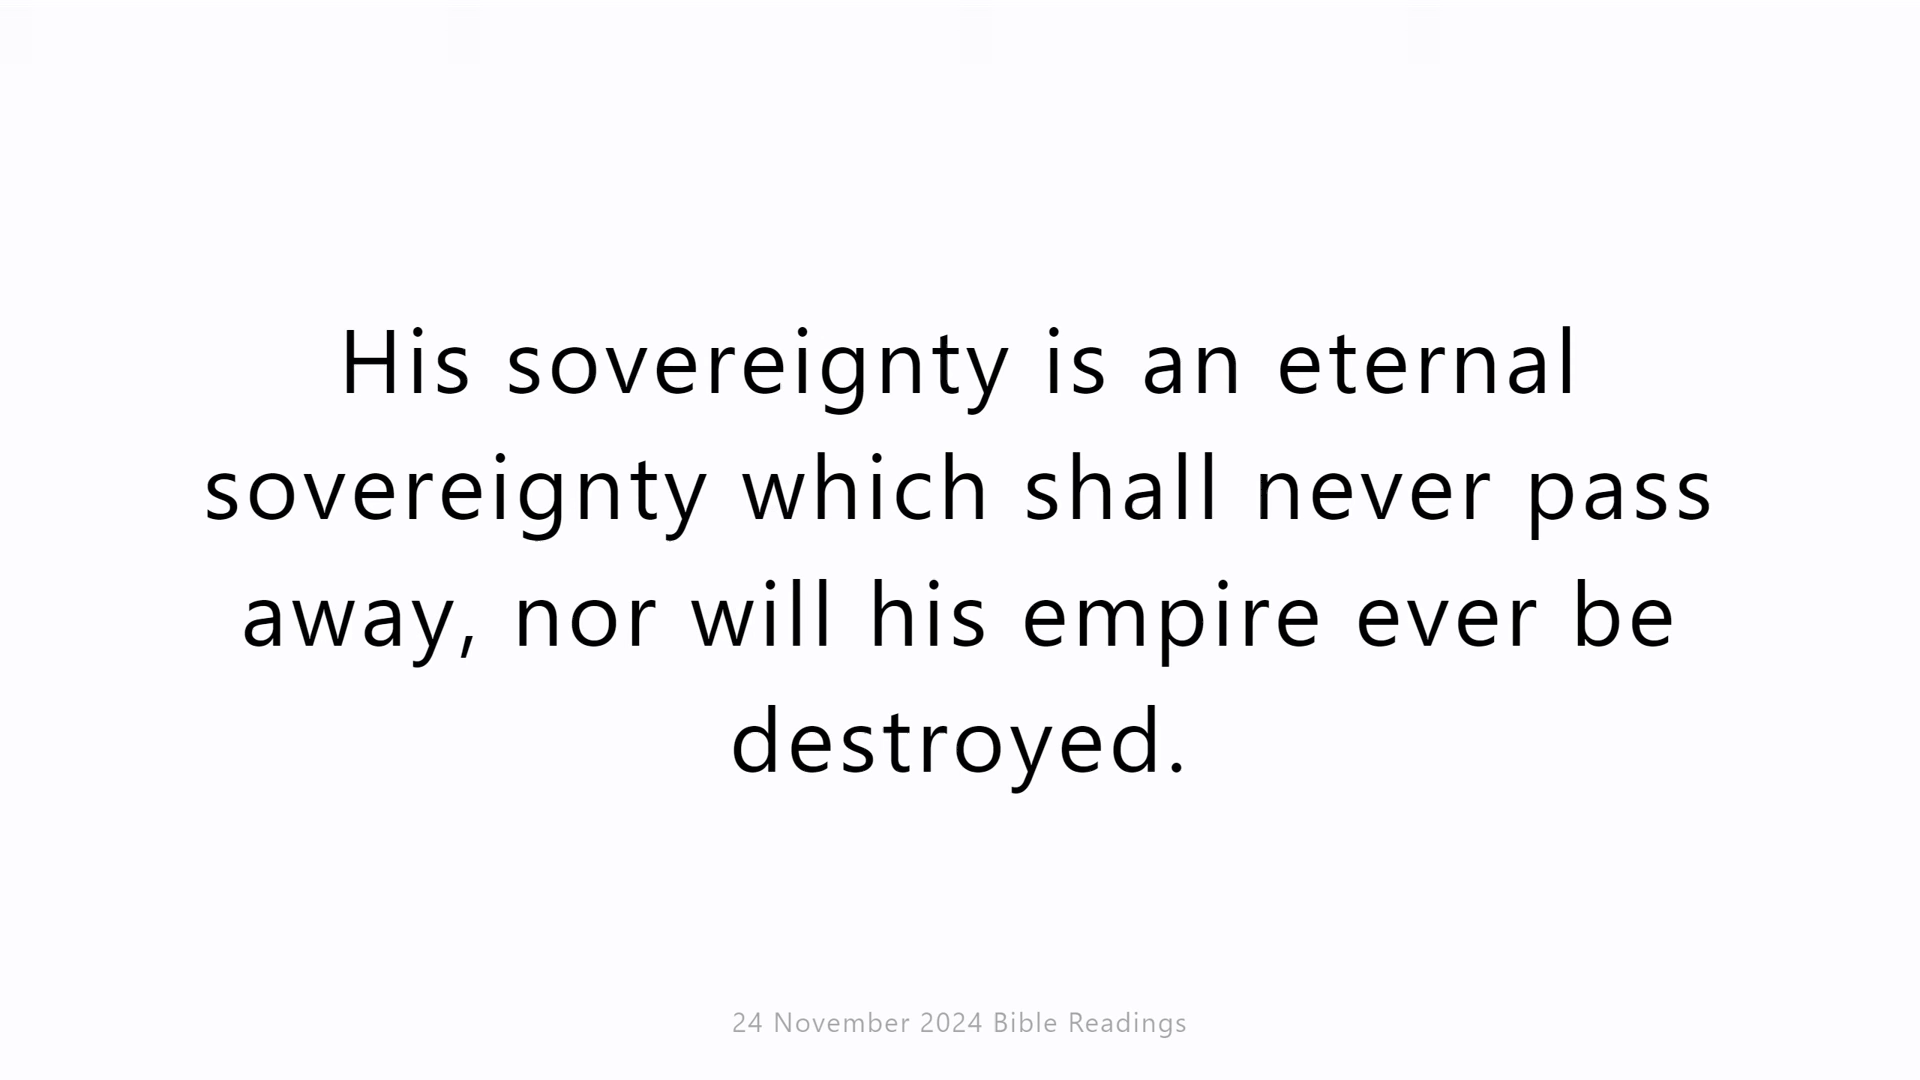 His sovereignty is an eternal
sovereignty which shall never pass
away, nor will his empire ever be
destroyed.
24 November 2024 Bible Readings